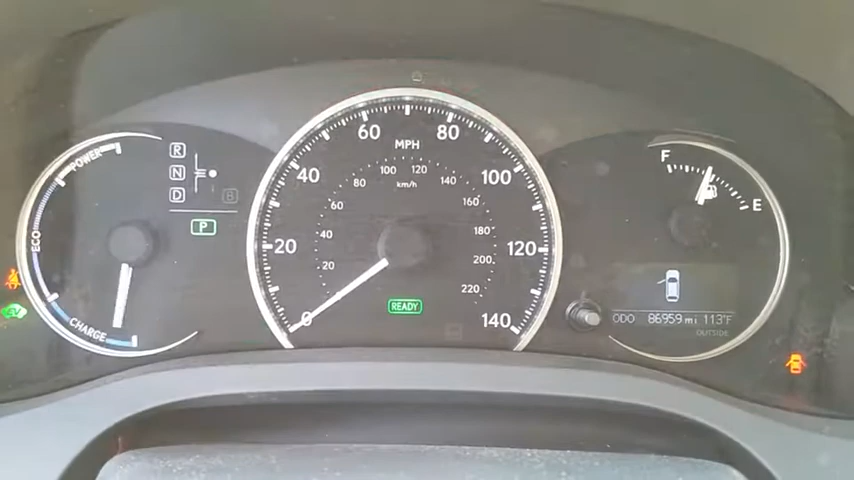 POWER
ECO
CHARGE
R
N
D
B
P
MPH
km/h
0
20
40
60
80
100
120
140
20
40
60
80
100
120
140
160
180
200
220
READY
F
E
ODO 86959 mi 113°F
OUTSIDE